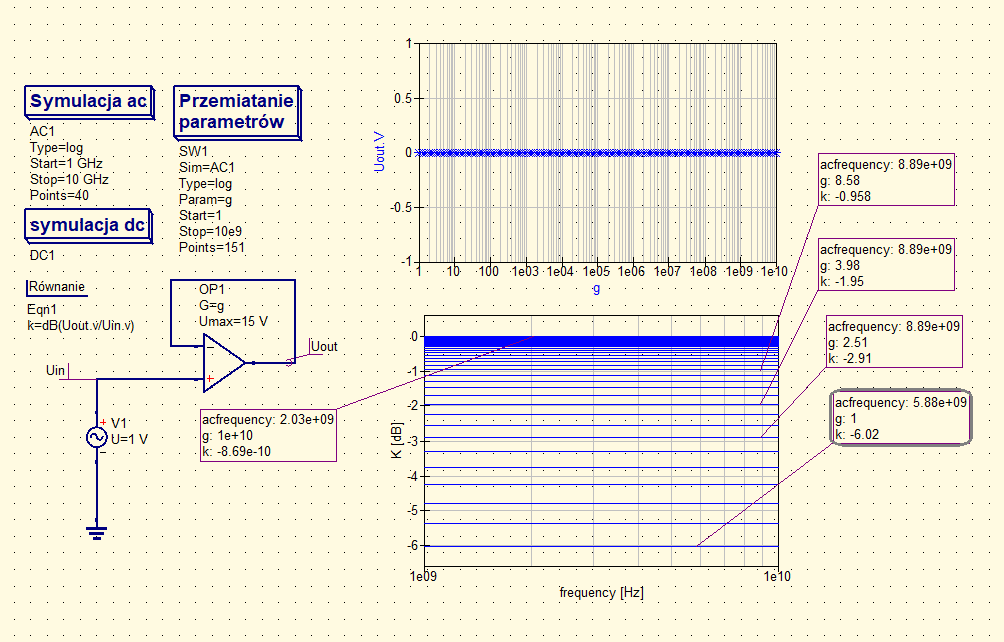 Symulacja ac
AC1
Type=log
Start=1 GHz
Stop=10 GHz
Points=40
symulacja dc
DC1
Równanie
Eqn1
k=dB(Uout.v/Uin.v)
Przemiatanie
parametrów
SW1
Sim=AC1
Type=log
Param=g
Start=1
Stop=10e9
Points=151
OP1
G=g
Umax=15 V
Uin
Uout
V1
U=1 V
+
−
+
−
1
0.5
0
-0.5
-1
Uout.V
1
10
100
1e03
1e04
1e05
1e06
1e07
1e08
1e09
1e10
g
0
-1
-2
-3
-4
-5
-6
K [dB]
1e09
1e10
frequency [Hz]
acfrequency: 8.89e+09
g: 8.58
k: -0.958
acfrequency: 8.89e+09
g: 3.98
k: -1.95
acfrequency: 8.89e+09
g: 2.51
k: -2.91
acfrequency: 5.88e+09
g: 1
k: -6.02
acfrequency: 2.03e+09
g: 1e+10
k: -8.69e-10